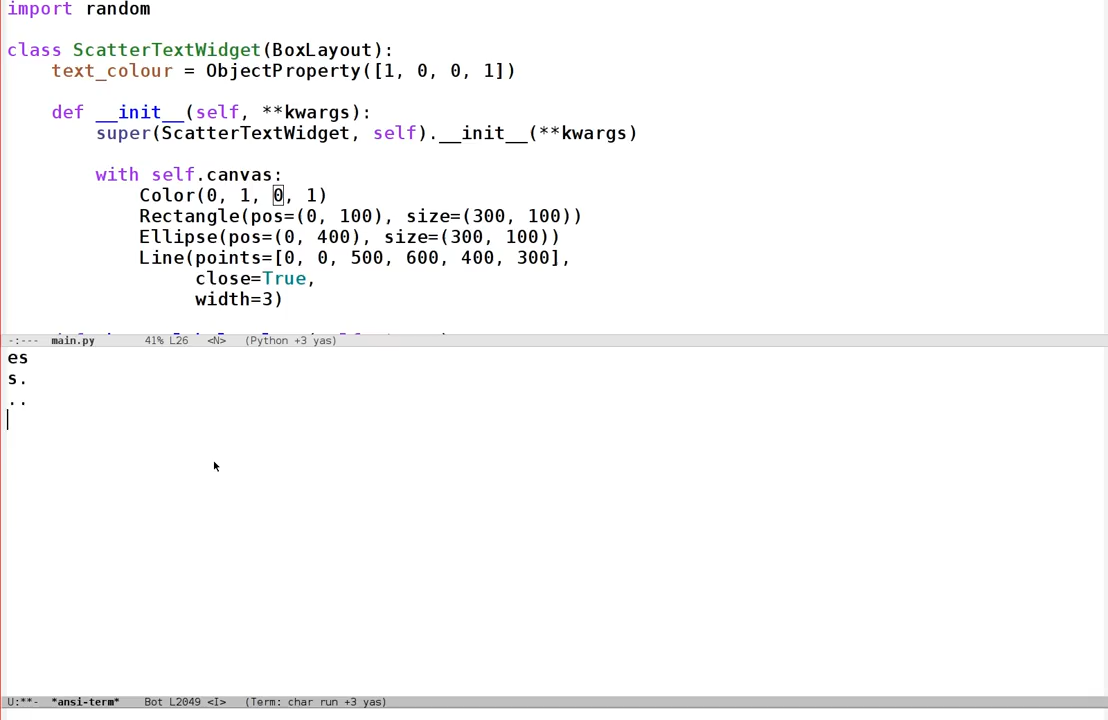 import random
class ScatterTextWidget(BoxLayout):
    text_colour = ObjectProperty([1, 0, 0, 1])
    def __init__(self, **kwargs):
        super(ScatterTextWidget, self).__init__(**kwargs)
        with self.canvas:
            Color(0, 1, 0, 1)
            Rectangle(pos=(0, 100), size=(300, 100))
            Ellipse(pos=(0, 400), size=(300, 100))
            Line(points=[0, 0, 500, 600, 400, 300],
                 close=True,
                 width=3)
-:---  main.py      41% L26   <N>   (Python +3 yas)
es
s.
..
U:**-  *ansi-term*   Bot L2049 <I>   (Term: char run +3 yas)